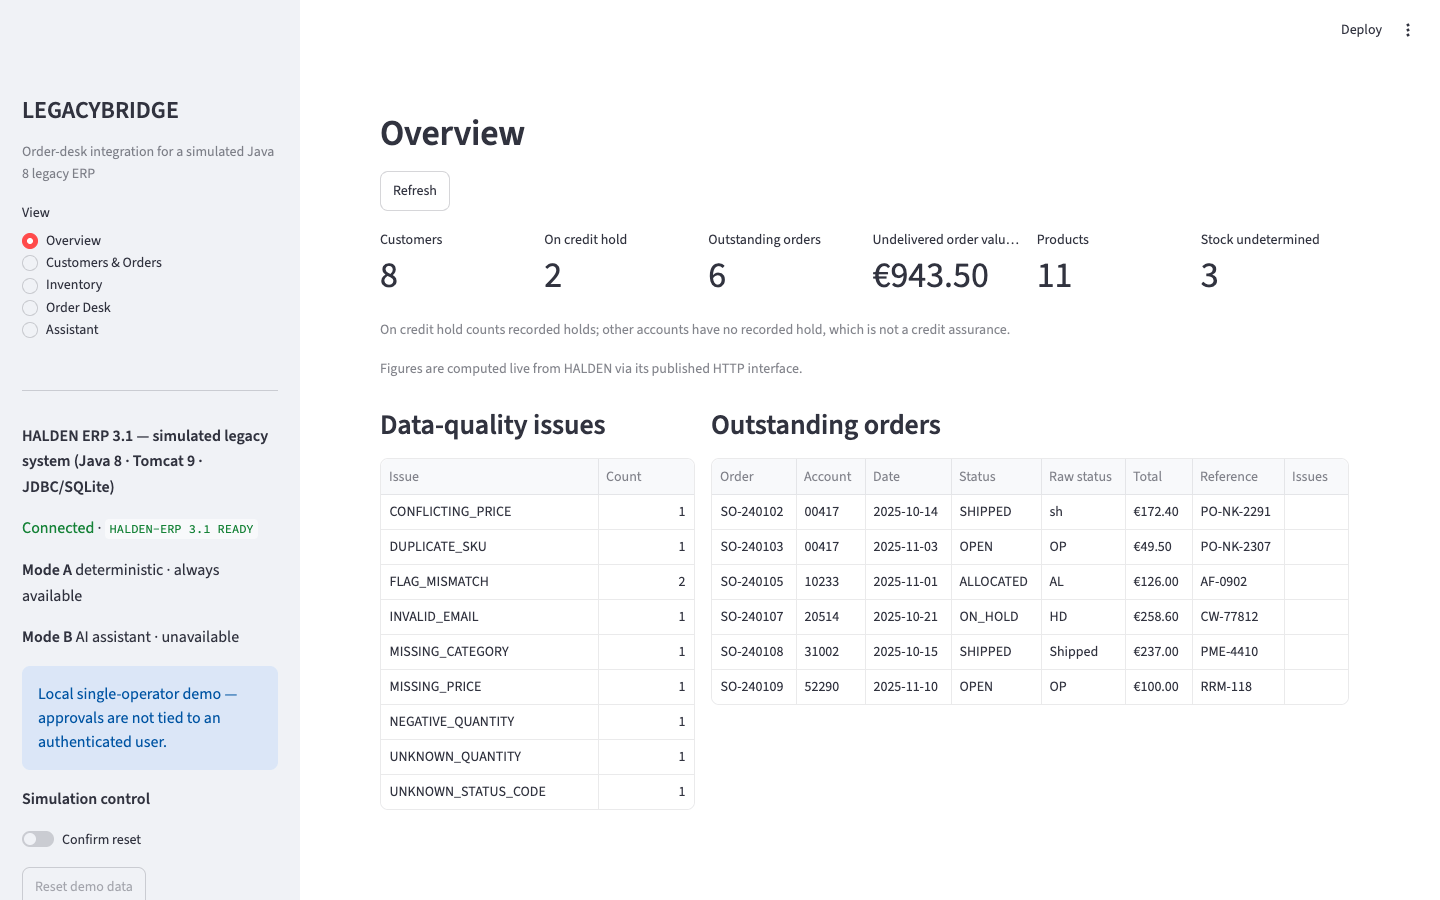 Deploy
LEGACYBRIDGE
Order-desk integration for a simulated Java
8 legacy ERP
View
Overview
Customers & Orders
Inventory
Order Desk
Assistant
HALDEN ERP 3.1 — simulated legacy
system (Java 8 · Tomcat 9 ·
JDBC/SQLite)
Connected · HALDEN-ERP 3.1 READY
Mode A deterministic · always
available
Mode B AI assistant · unavailable
Local single-operator demo —
approvals are not tied to an
authenticated user.
Simulation control
Confirm reset
Reset demo data
Overview
Refresh
Customers On credit hold Outstanding orders Undelivered order valu… Products Stock undetermined
8 2 6 €943.50 11 3
On credit hold counts recorded holds; other accounts have no recorded hold, which is not a credit assurance.
Figures are computed live from HALDEN via its published HTTP interface.
Data-quality issues
Issue Count
CONFLICTING_PRICE 1
DUPLICATE_SKU 1
FLAG_MISMATCH 2
INVALID_EMAIL 1
MISSING_CATEGORY 1
MISSING_PRICE 1
NEGATIVE_QUANTITY 1
UNKNOWN_QUANTITY 1
UNKNOWN_STATUS_CODE 1
Outstanding orders
Order Account Date Status Raw status Total Reference Issues
SO-240102 00417 2025-10-14 SHIPPED sh €172.40 PO-NK-2291
SO-240103 00417 2025-11-03 OPEN OP €49.50 PO-NK-2307
SO-240105 10233 2025-11-01 ALLOCATED AL €126.00 AF-0902
SO-240107 20514 2025-10-21 ON_HOLD HD €258.60 CW-77812
SO-240108 31002 2025-10-15 SHIPPED Shipped €237.00 PME-4410
SO-240109 52290 2025-11-10 OPEN OP €100.00 RRM-118